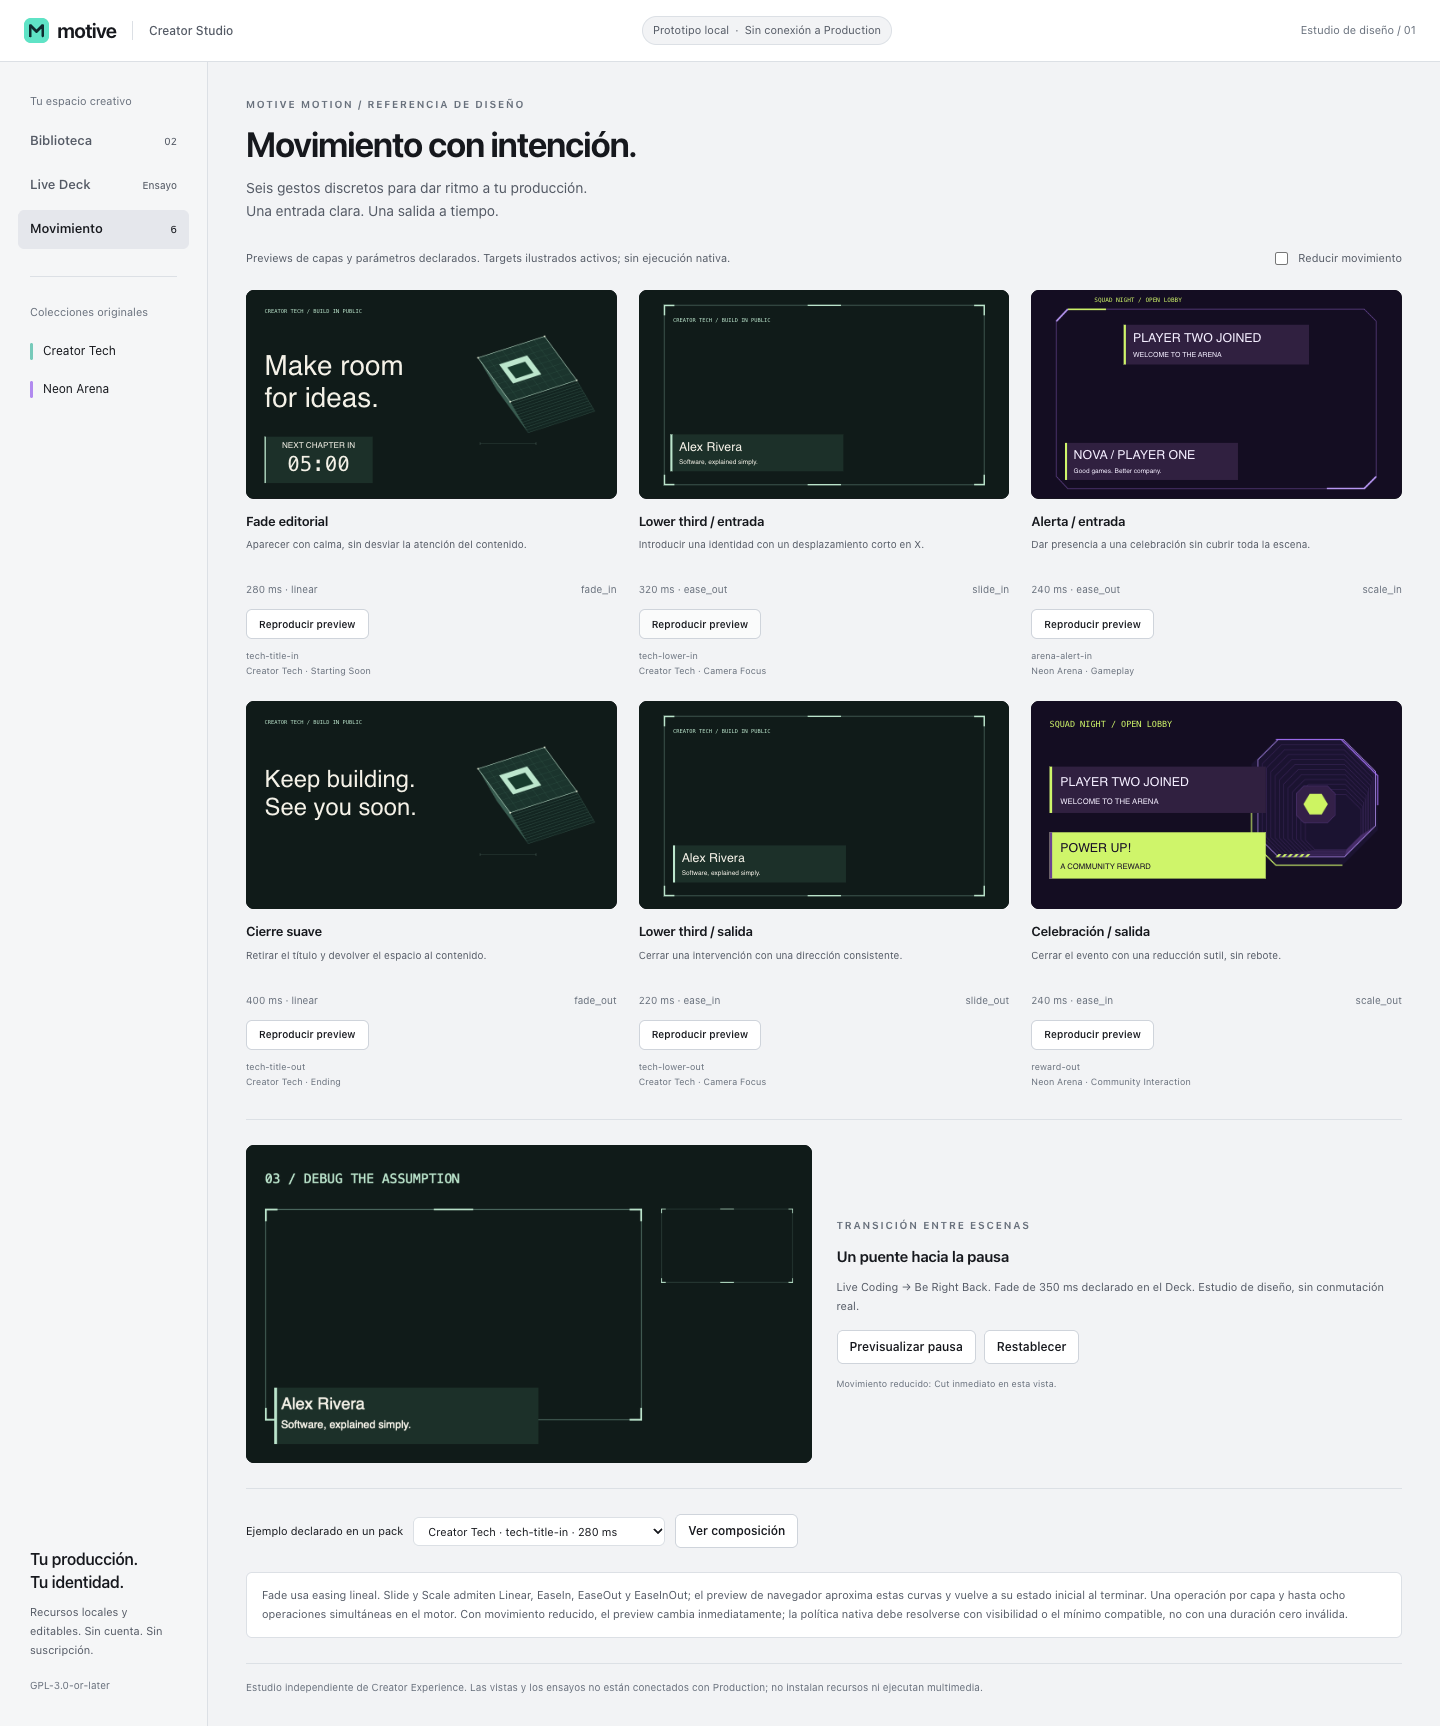 motive
Creator Studio
Prototipo local · Sin conexión a Production
Estudio de diseño / 01
Tu espacio creativo
Biblioteca 02
Live Deck Ensayo
Movimiento 6
Colecciones originales
Creator Tech
Neon Arena
Tu producción.
Tu identidad.
Recursos locales y
editables. Sin cuenta. Sin
suscripción.
GPL-3.0-or-later
MOTIVE MOTION / REFERENCIA DE DISEÑO
Movimiento con intención.
Seis gestos discretos para dar ritmo a tu producción.
Una entrada clara. Una salida a tiempo.
Previews de capas y parámetros declarados. Targets ilustrados activos; sin ejecución nativa.
Reducir movimiento
CREATOR TECH / BUILD IN PUBLIC
Make room
for ideas.
NEXT CHAPTER IN
05:00
Fade editorial
Aparecer con calma, sin desviar la atención del contenido.
280 ms · linear fade_in
Reproducir preview
tech-title-in
Creator Tech · Starting Soon
CREATOR TECH / BUILD IN PUBLIC
Alex Rivera
Software, explained simply.
Lower third / entrada
Introducir una identidad con un desplazamiento corto en X.
320 ms · ease_out slide_in
Reproducir preview
tech-lower-in
Creator Tech · Camera Focus
SQUAD NIGHT / OPEN LOBBY
PLAYER TWO JOINED
WELCOME TO THE ARENA
NOVA / PLAYER ONE
Good games. Better company.
Alerta / entrada
Dar presencia a una celebración sin cubrir toda la escena.
240 ms · ease_out scale_in
Reproducir preview
arena-alert-in
Neon Arena · Gameplay
CREATOR TECH / BUILD IN PUBLIC
Keep building.
See you soon.
Cierre suave
Retirar el título y devolver el espacio al contenido.
400 ms · linear fade_out
Reproducir preview
tech-title-out
Creator Tech · Ending
CREATOR TECH / BUILD IN PUBLIC
Alex Rivera
Software, explained simply.
Lower third / salida
Cerrar una intervención con una dirección consistente.
220 ms · ease_in slide_out
Reproducir preview
tech-lower-out
Creator Tech · Camera Focus
SQUAD NIGHT / OPEN LOBBY
PLAYER TWO JOINED
WELCOME TO THE ARENA
POWER UP!
A COMMUNITY REWARD
Celebración / salida
Cerrar el evento con una reducción sutil, sin rebote.
240 ms · ease_in scale_out
Reproducir preview
reward-out
Neon Arena · Community Interaction
03 / DEBUG THE ASSUMPTION
Alex Rivera
Software, explained simply.
TRANSICIÓN ENTRE ESCENAS
Un puente hacia la pausa
Live Coding → Be Right Back. Fade de 350 ms declarado en el Deck. Estudio de diseño, sin conmutación
real.
Previsualizar pausa Restablecer
Movimiento reducido: Cut inmediato en esta vista.
Ejemplo declarado en un pack Creator Tech · tech-title-in · 280 ms Ver composición
Fade usa easing lineal. Slide y Scale admiten Linear, EaseIn, EaseOut y EaseInOut; el preview de navegador aproxima estas curvas y vuelve a su estado inicial al terminar. Una operación por capa y hasta ocho
operaciones simultáneas en el motor. Con movimiento reducido, el preview cambia inmediatamente; la política nativa debe resolverse con visibilidad o el mínimo compatible, no con una duración cero inválida.
Estudio independiente de Creator Experience. Las vistas y los ensayos no están conectados con Production; no instalan recursos ni ejecutan multimedia.